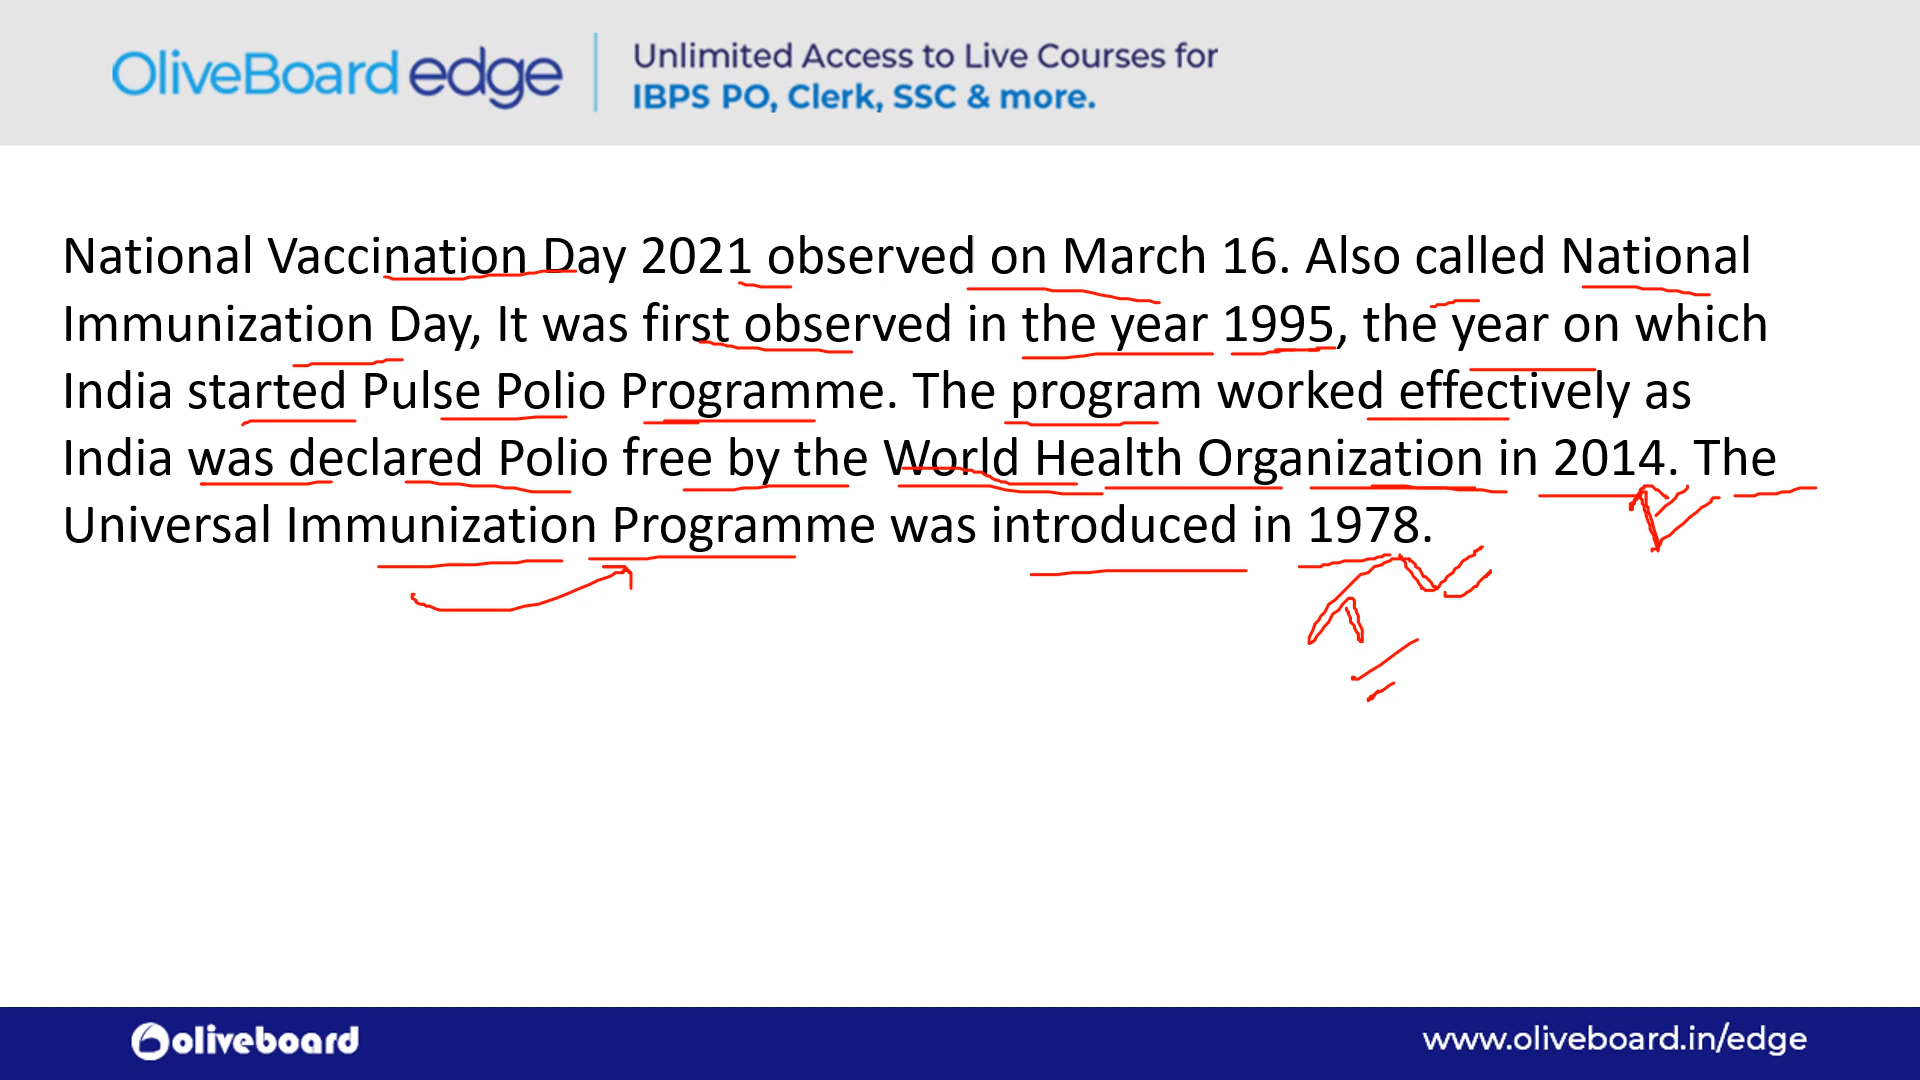 OliveBoard edge
Unlimited Access to Live Courses for
IBPS PO, Clerk, SSC & more.
National Vaccination Day 2021 observed on March 16. Also called National
Immunization Day, It was first observed in the year 1995, the year on which
India started Pulse Polio Programme. The program worked effectively as
India was declared Polio free by the World Health Organization in 2014. The
Universal Immunization Programme was introduced in 1978.
oliveboard
www.oliveboard.in/edge